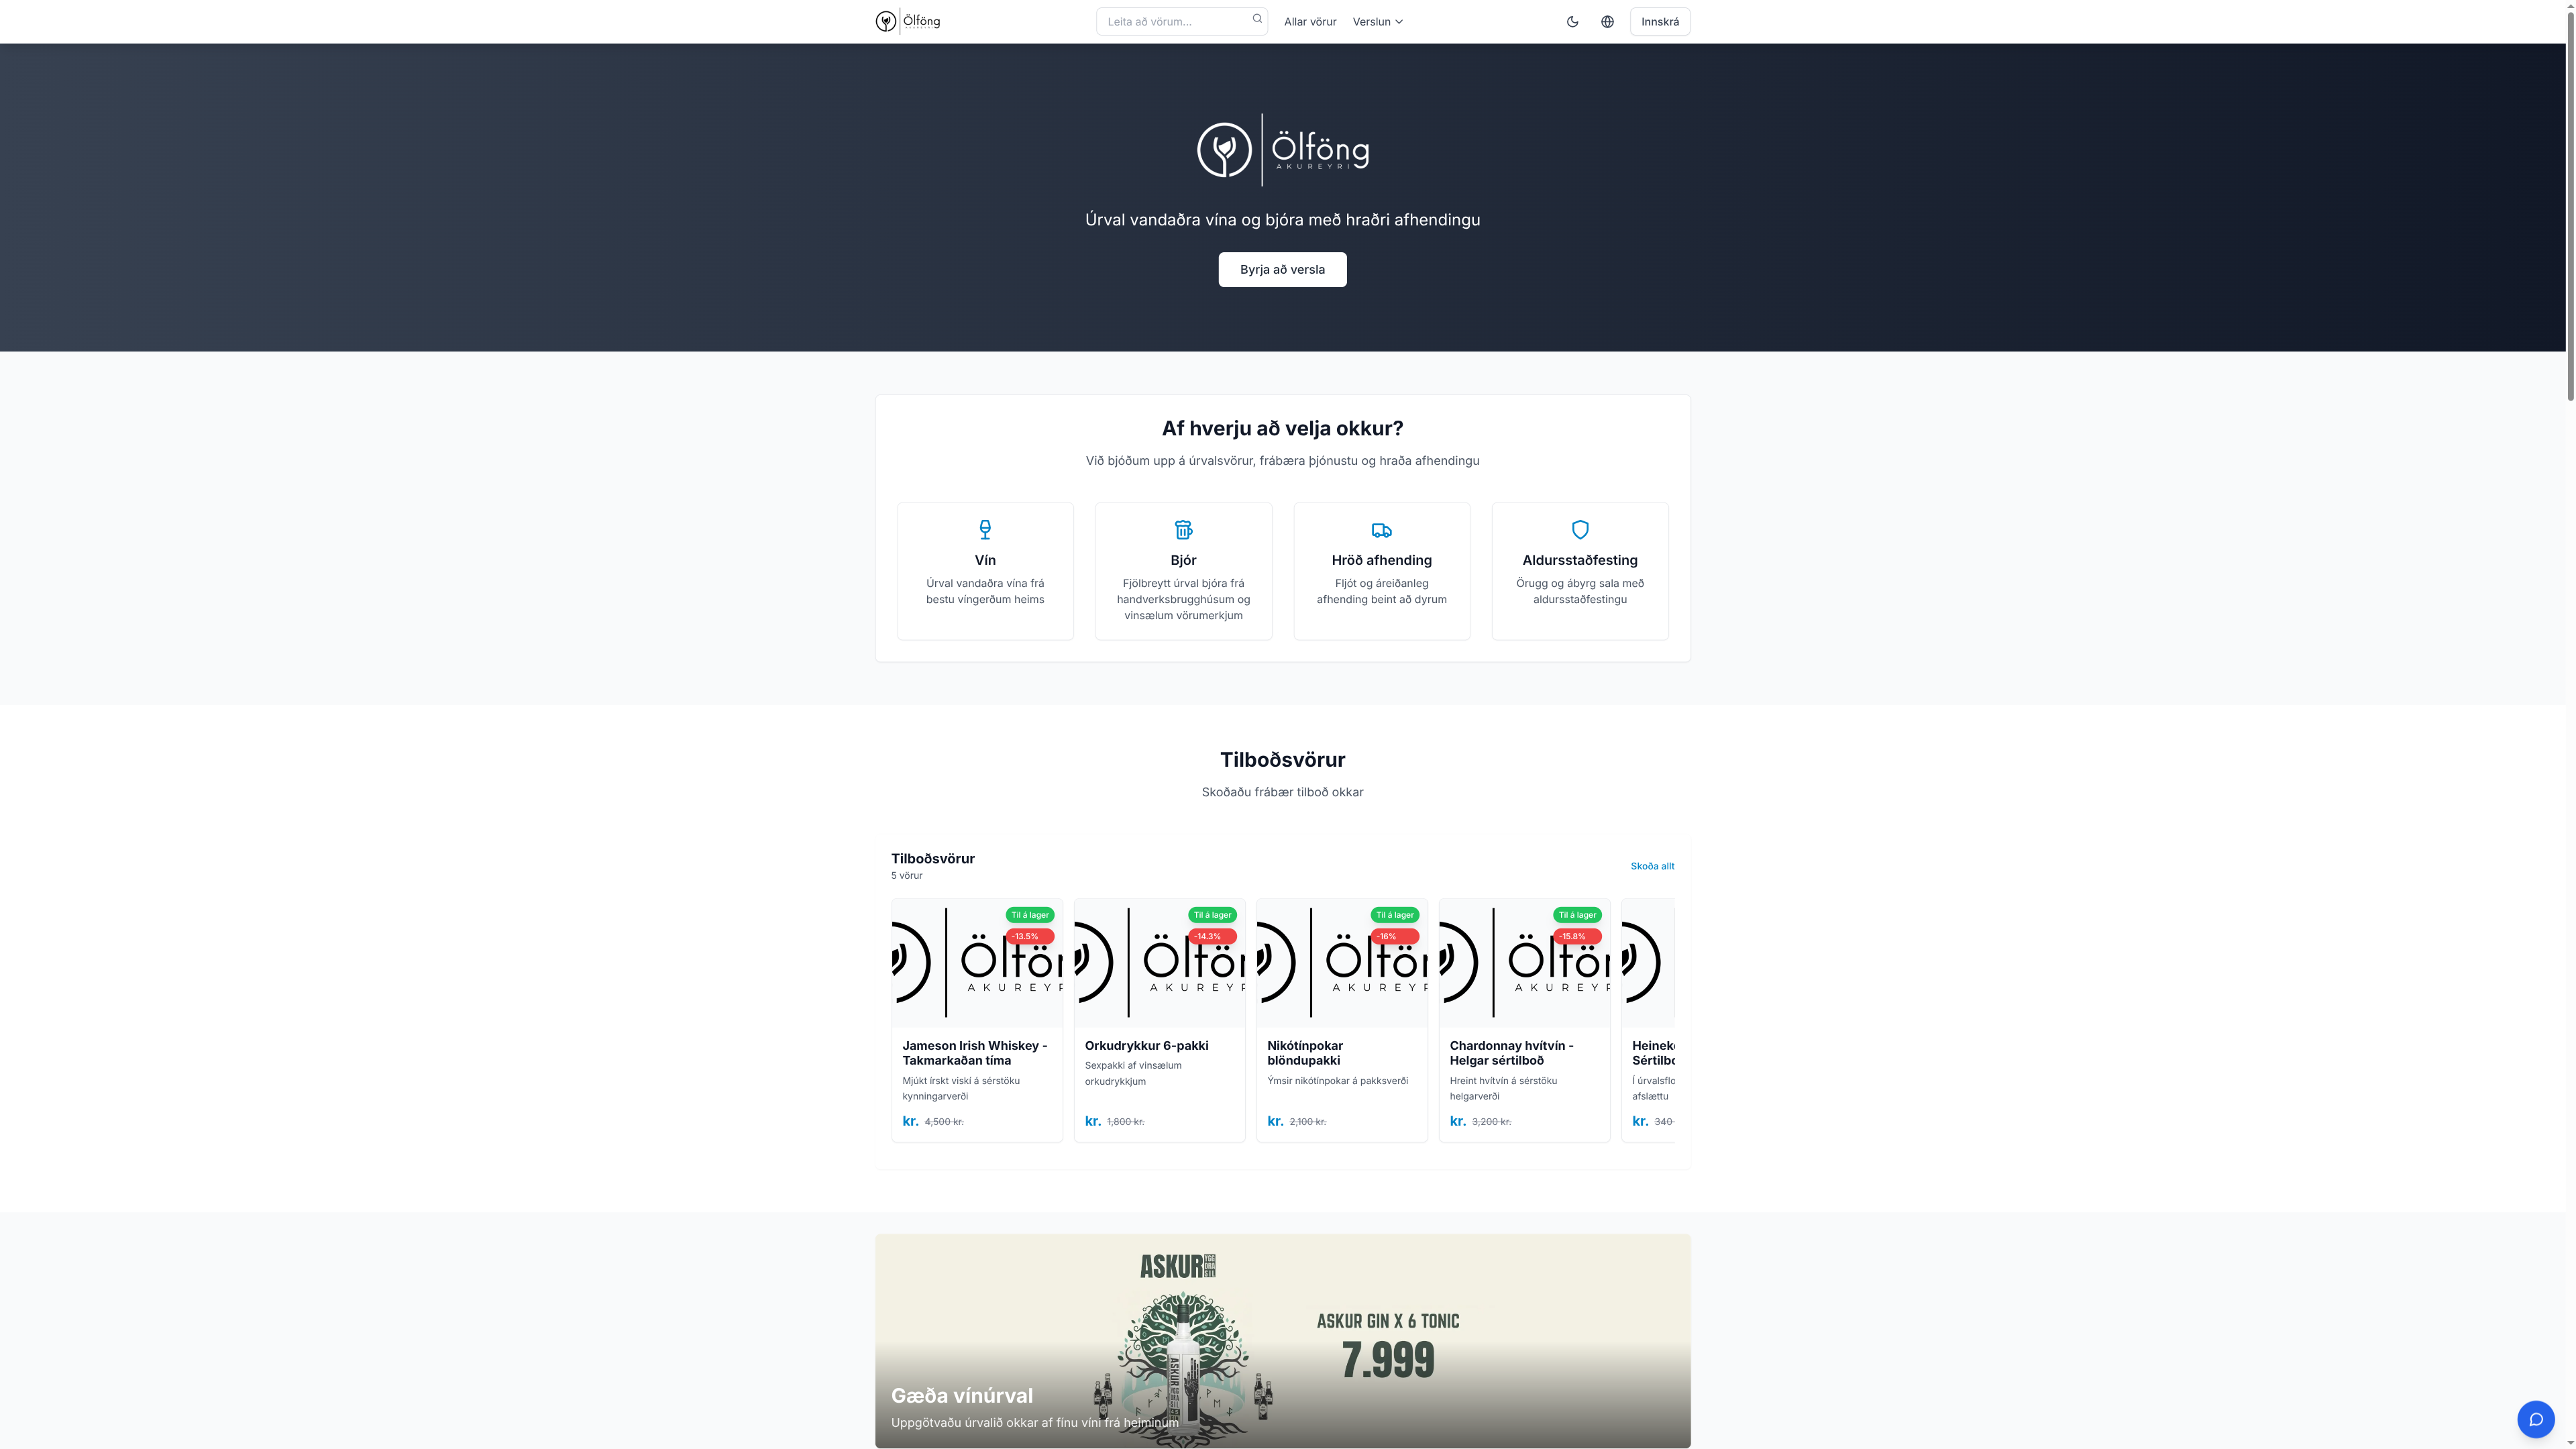 Ölföng
Leita að vörum...
Allar vörur
Verslun
Innskrá
Ölföng
AKUREYRI
Úrval vandaðra vína og bjóra með hraðri afhendingu
Byrja að versla
Af hverju að velja okkur?
Við bjóðum upp á úrvalsvörur, frábæra þjónustu og hraða afhendingu
Vín
Úrval vandaðra vína frá
bestu víngerðum heims
Bjór
Fjölbreytt úrval bjóra frá
handverksbrugghúsum og
vinsælum vörumerkjum
Hröð afhending
Fljót og áreiðanleg
afhending beint að dyrum
Aldursstaðfesting
Örugg og ábyrg sala með
aldursstaðfestingu
Tilboðsvörur
Skoðaðu frábær tilboð okkar
Tilboðsvörur
5 vörur
Skoða allt
Til á lager
-13.5%
Ölfön
AKUREYR
Jameson Irish Whiskey -
Takmarkaðan tíma
Mjúkt írskt viskí á sérstöku
kynningarverði
kr. 4,500 kr.
Til á lager
-14.3%
Ölfön
AKUREYR
Orkudrykkur 6-pakki
Sexpakki af vinsælum
orkudrykkjum
kr. 1,800 kr.
Til á lager
-16%
Ölfön
AKUREYR
Nikótínpokar
blöndupakki
Ýmsir nikótínpokar á pakksverði
kr. 2,100 kr.
Til á lager
-15.8%
Ölfön
AKUREYR
Chardonnay hvítvín -
Helgar sértilboð
Hreint hvítvín á sérstöku
helgarverði
kr. 3,200 kr.
Heinek
Sértilbo
Í úrvalsflo
afslættu
kr. 340
ASKUR
YGG
DRA
SIL
ASKUR GIN X 6 TONIC
7.999
ASKUR
Gæða vínúrval
Uppgötvaðu úrvalið okkar af fínu víni frá heiminum